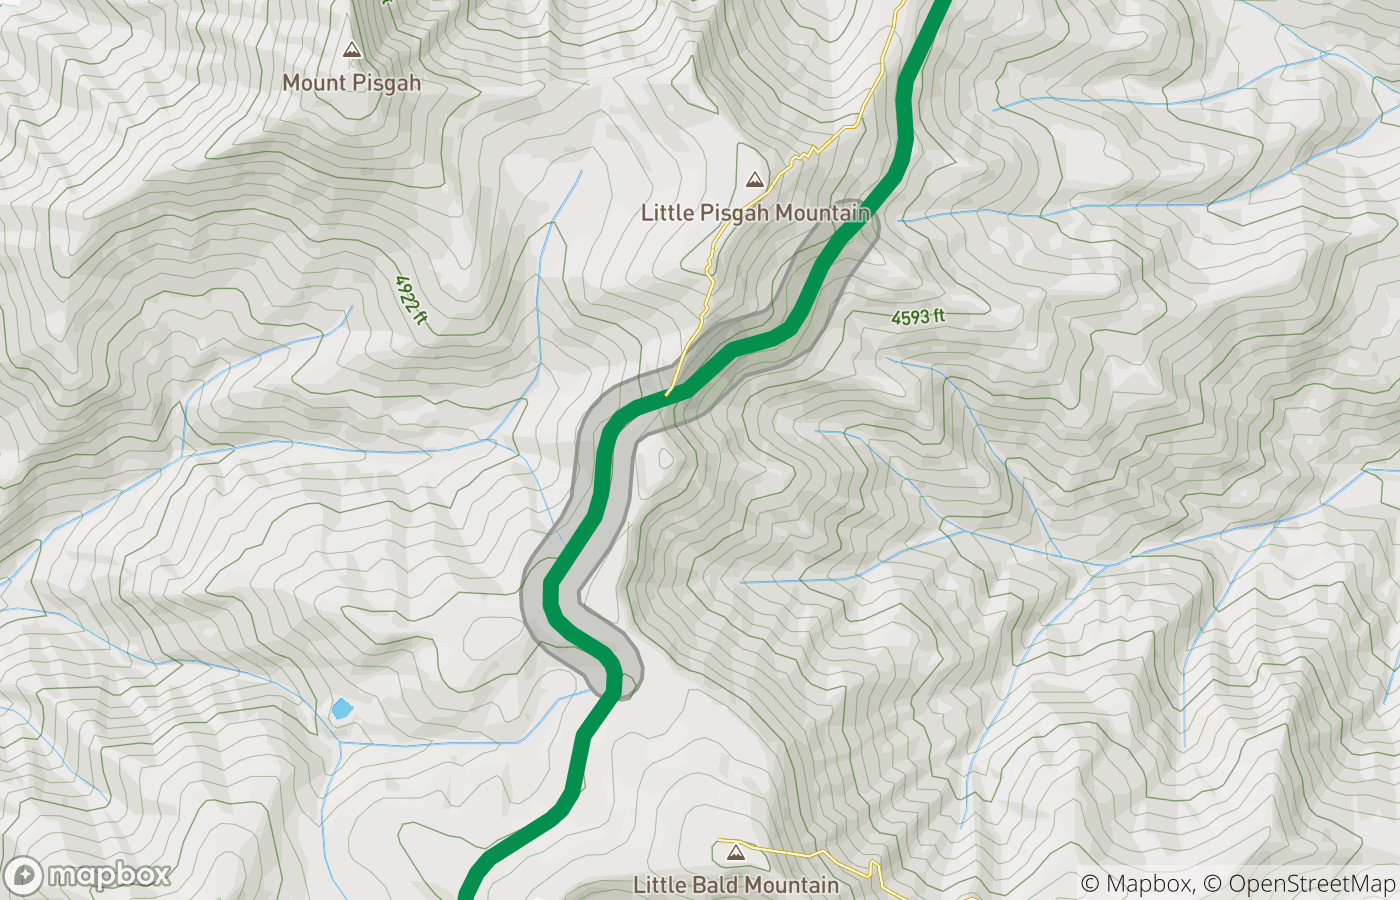 Mount Pisgah
Little Pisgah Mountain
4922 ft
4593 ft
Little Bald Mountain
mapbox
© Mapbox, © OpenStreetMap